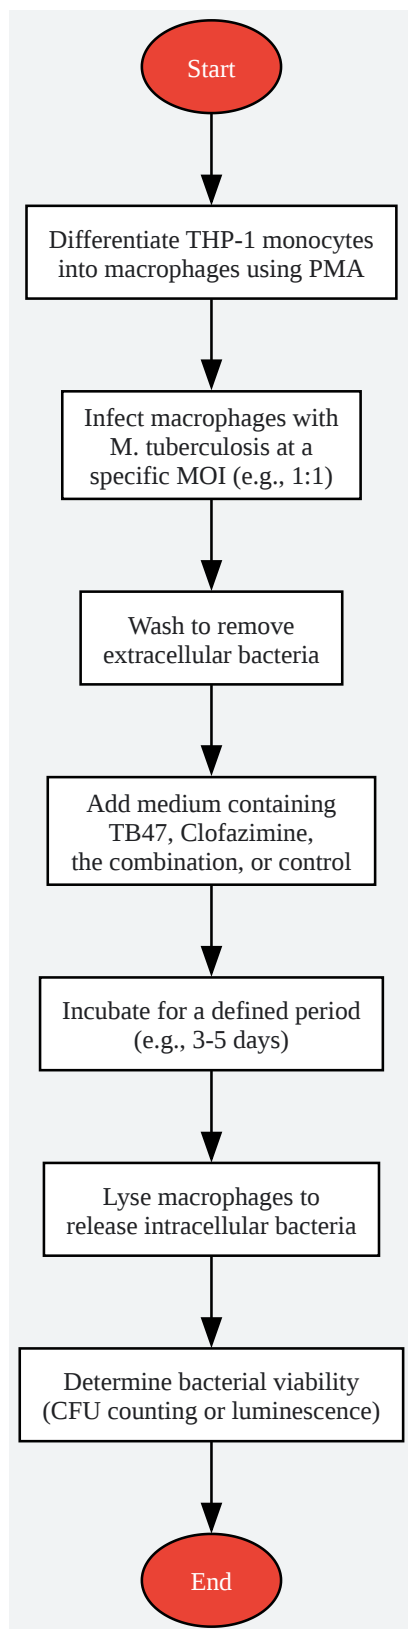 Start
Differentiate THP-1 monocytes
into macrophages using PMA
Infect macrophages with
M. tuberculosis at a
specific MOI (e.g., 1:1)
Wash to remove
extracellular bacteria
Add medium containing
TB47, Clofazimine,
the combination, or control
Incubate for a defined period
(e.g., 3-5 days)
Lyse macrophages to
release intracellular bacteria
Determine bacterial viability
(CFU counting or luminescence)
End